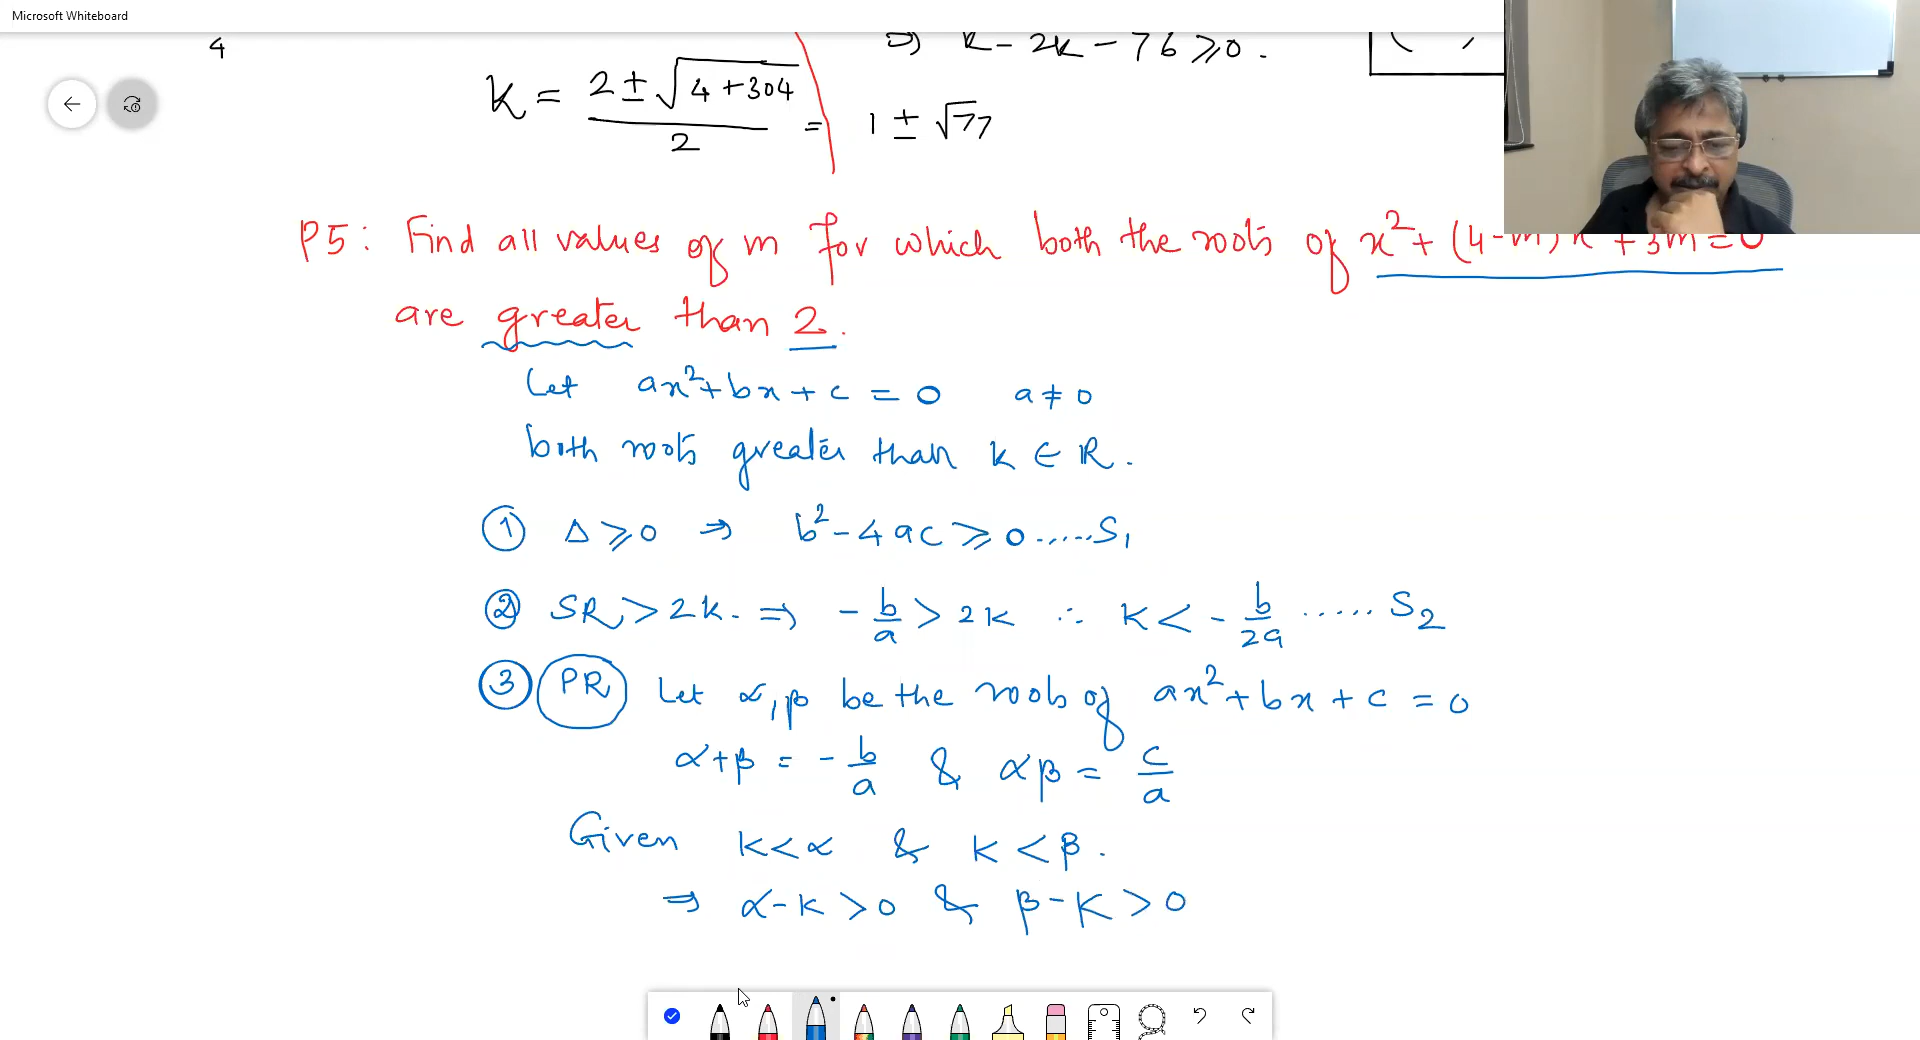 Microsoft Whiteboard
4
K = 2 ± √4 + 304 / 2 = 1 ± √77
⇒ k - 2k - 76 ≥ 0 .
P5 : Find all values of m for which both the roots of x² + (4-m)x + 3m = 0
are greater than 2.
Let ax² + bx + c = 0 a ≠ 0
both roots greater than k ∈ R.
① Δ ≥ 0 ⇒ b² - 4ac ≥ 0 ..... S₁
② SR > 2k. ⇒ - b/a > 2k ∴ K < - b/2a ..... S₂
③ PR Let α, β be the roots of ax² + bx + c = 0
α + β = - b/a & αβ = c/a
Given K < α & K < β .
⇒ α - k > 0 & β - K > 0